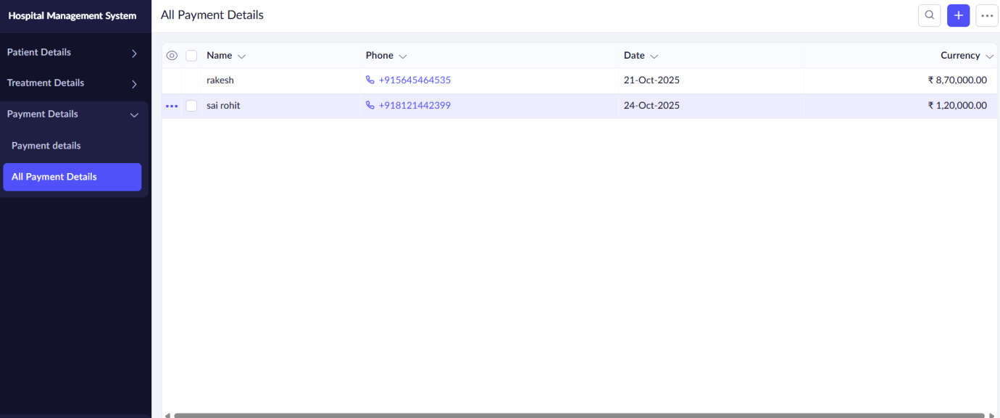 Hospital Management System
All Payment Details
Patient Details
Treatment Details
Payment Details
Payment details
All Payment Details
Name Phone Date Currency
rakesh +915645464535 21-Oct-2025 ₹ 8,70,000.00
sai rohit +918121442399 24-Oct-2025 ₹ 1,20,000.00